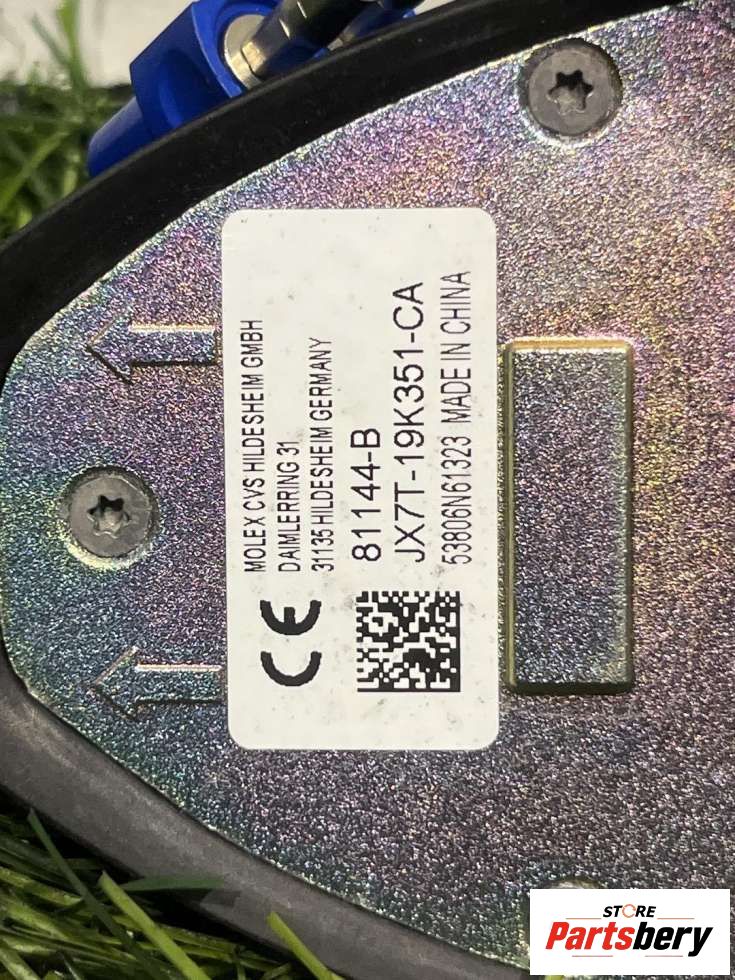 MOLEX CVS HILDESHEIM GMBH
DAIMLERRING 31
31135 HILDESHEIM GERMANY
CE
81144-B
JX7T-19K351-CA
53806N61323 MADE IN CHINA
STORE
Partsbery